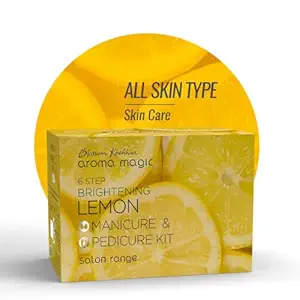 ALL SKIN TYPE
Skin Care
Blossom Kochhar
aroma magic
6 STEP
BRIGHTENING
LEMON
MANICURE &
PEDICURE KIT
salon range